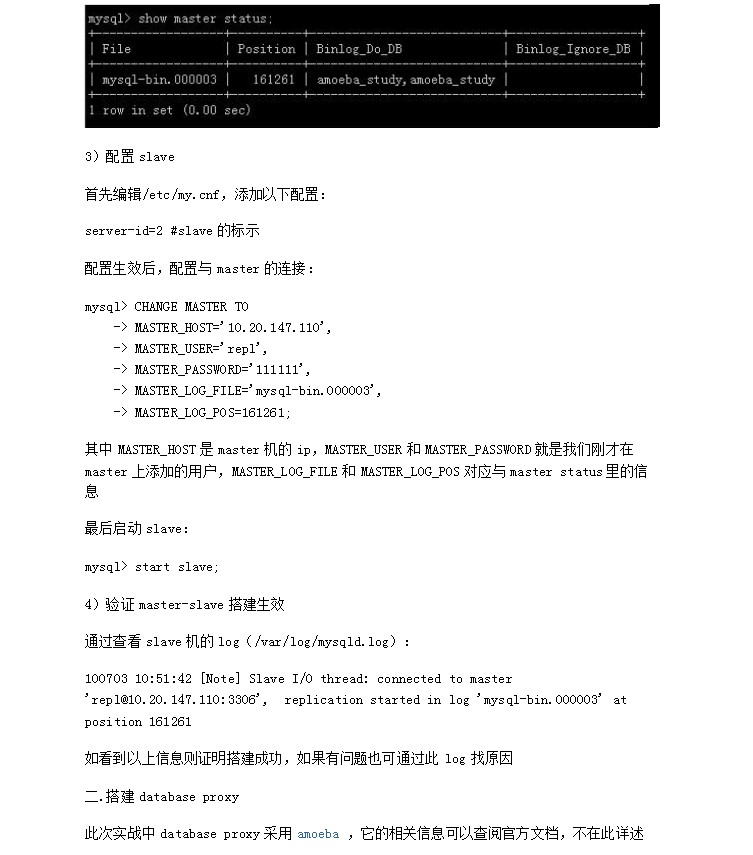 mysql> show master status;
| File | Position | Binlog_Do_DB | Binlog_Ignore_DB |
| mysql-bin.000003 | 161261 | amoeba_study,amoeba_study | |
1 row in set (0.00 sec)
3）配置 slave
首先编辑/etc/my.cnf，添加以下配置：
server-id=2 #slave 的标示
配置生效后，配置与 master 的连接：
mysql> CHANGE MASTER TO
-> MASTER_HOST='10.20.147.110',
-> MASTER_USER='repl',
-> MASTER_PASSWORD='111111',
-> MASTER_LOG_FILE='mysql-bin.000003',
-> MASTER_LOG_POS=161261;
其中 MASTER_HOST 是 master 机的 ip，MASTER_USER 和 MASTER_PASSWORD 就是我们刚才在
master 上添加的用户，MASTER_LOG_FILE 和 MASTER_LOG_POS 对应与 master status 里的信
息
最后启动 slave：
mysql> start slave;
4）验证 master-slave 搭建生效
通过查看 slave 机的 log（/var/log/mysqld.log）：
100703 10:51:42 [Note] Slave I/O thread: connected to master
'repl@10.20.147.110:3306', replication started in log 'mysql-bin.000003' at
position 161261
如看到以上信息则证明搭建成功，如果有问题也可通过此 log 找原因
二.搭建 database proxy
此次实战中 database proxy 采用 amoeba ，它的相关信息可以查阅官方文档，不在此详述